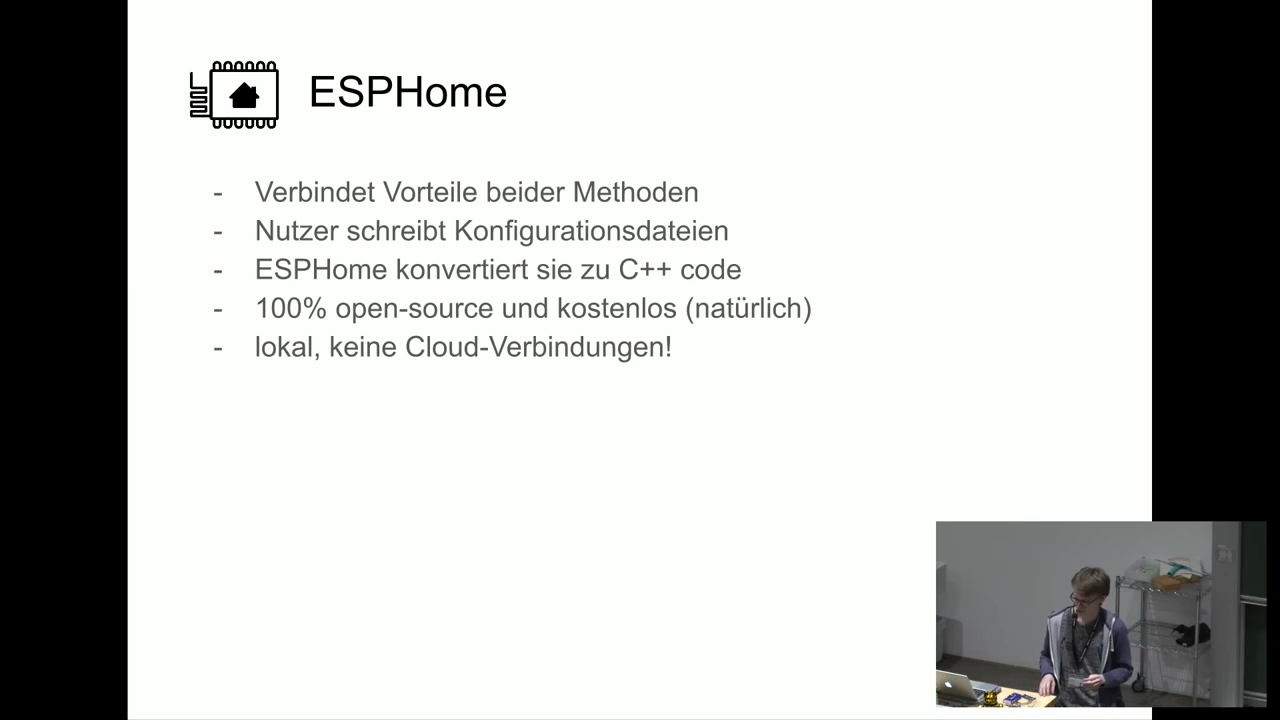 ESPHome
- Verbindet Vorteile beider Methoden
- Nutzer schreibt Konfigurationsdateien
- ESPHome konvertiert sie zu C++ code
- 100% open-source und kostenlos (natürlich)
- lokal, keine Cloud-Verbindungen!